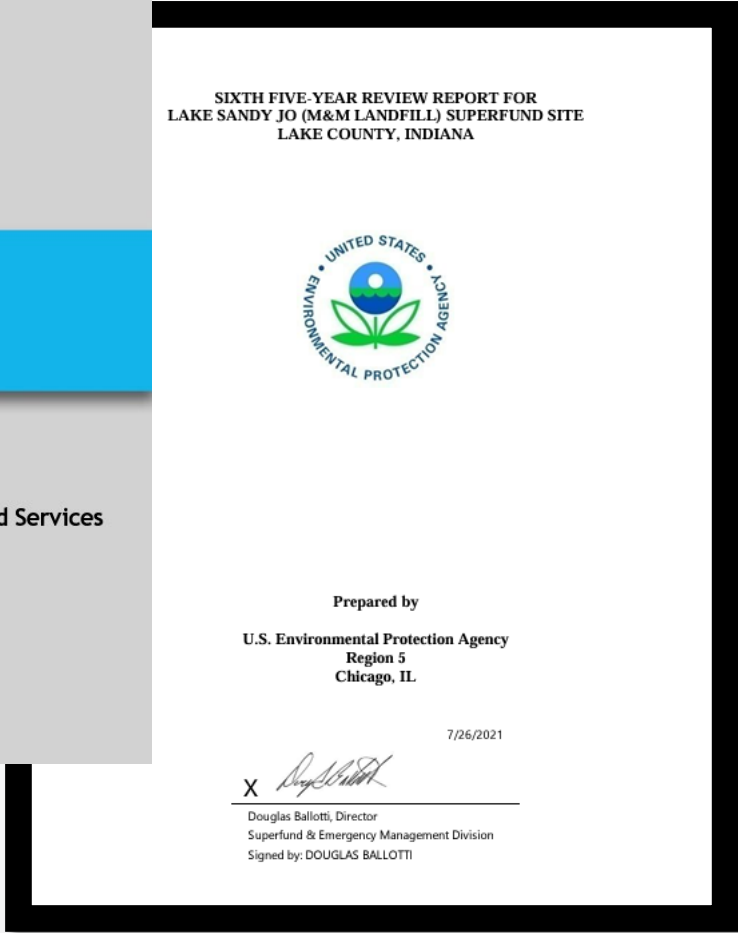 SIXTH FIVE-YEAR REVIEW REPORT FOR
LAKE SANDY JO (M&M LANDFILL) SUPERFUND SITE
LAKE COUNTY, INDIANA
UNITED STATES
ENVIRONMENTAL PROTECTION AGENCY
d Services
Prepared by
U.S. Environmental Protection Agency
Region 5
Chicago, IL
7/26/2021
X
Douglas Ballotti, Director
Superfund & Emergency Management Division
Signed by: DOUGLAS BALLOTTI